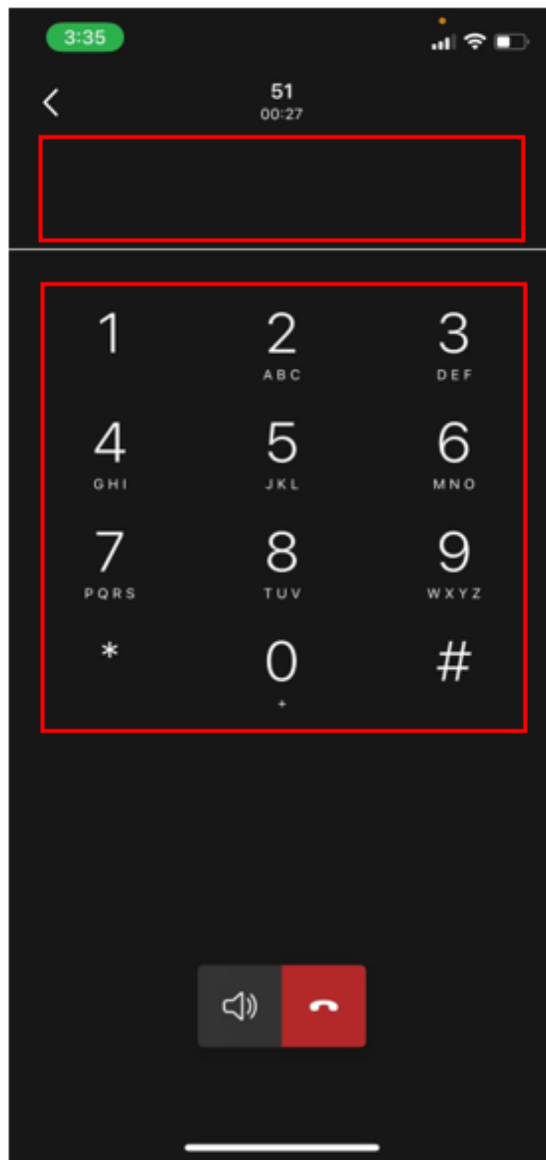 3:35
51
00:27
1 2 3
ABC DEF
4 5 6
GHI JKL MNO
7 8 9
PQRS TUV WXYZ
* 0 #
+